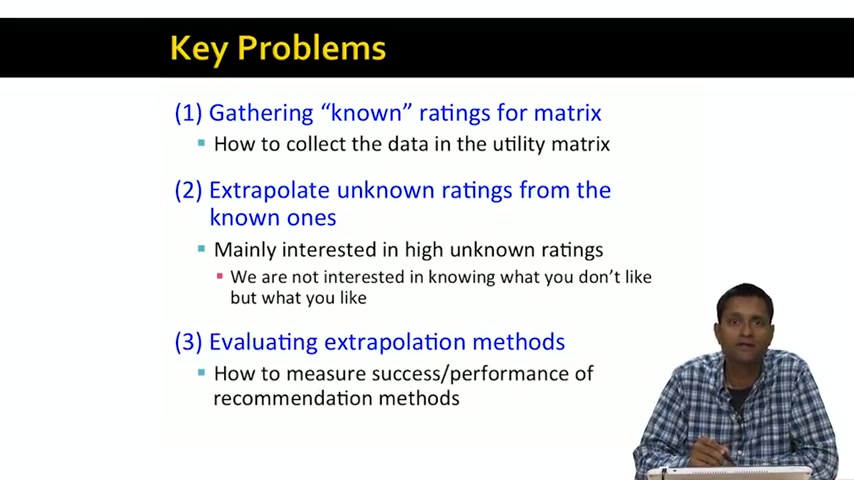 Key Problems
(1) Gathering “known” ratings for matrix
How to collect the data in the utility matrix
(2) Extrapolate unknown ratings from the
known ones
Mainly interested in high unknown ratings
We are not interested in knowing what you don’t like
but what you like
(3) Evaluating extrapolation methods
How to measure success/performance of
recommendation methods